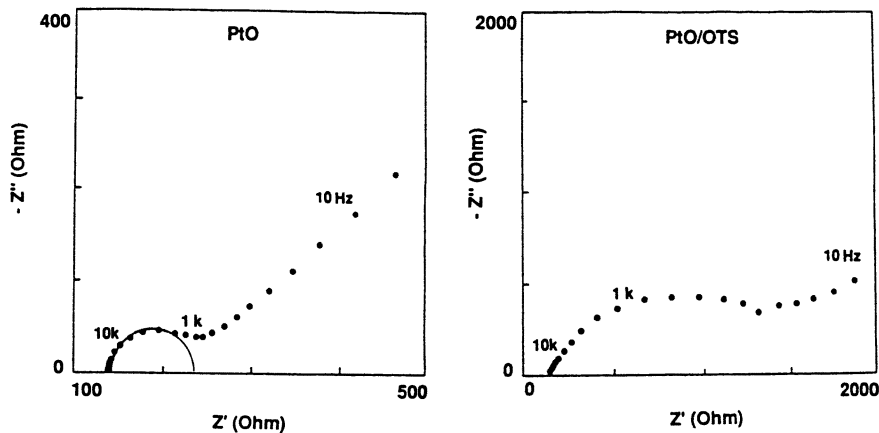 400
PtO
- Z'' (Ohm)
10 Hz
10k
1 k
0
100
500
Z' (Ohm)
2000
PtO/OTS
- Z'' (Ohm)
10 Hz
1 k
10k
0
0
2000
Z' (Ohm)